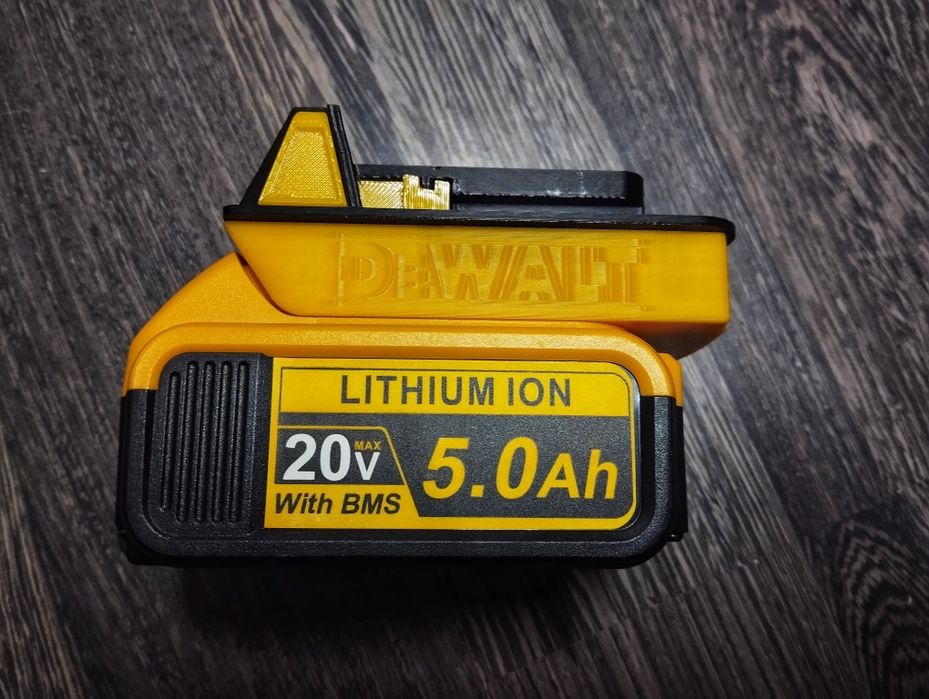 DEWALT
LITHIUM ION
20V MAX
5.0Ah
With BMS